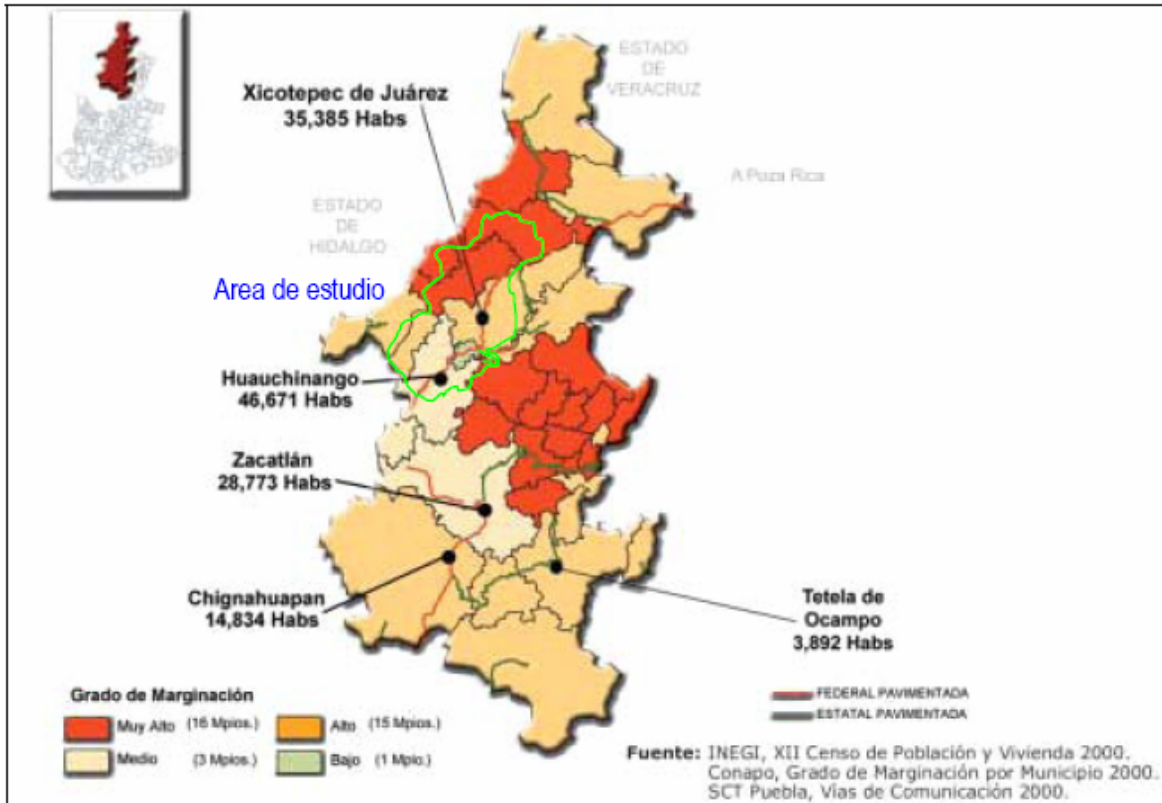 ESTADO
DE
VERACRUZ
Xicotepec de Juárez
35,385 Habs
A Poza Rica
ESTADO
DE
HIDALGO
Area de estudio
Huauchinango
46,671 Habs
Zacatlán
28,773 Habs
Chignahuapan
14,834 Habs
Tetela de
Ocampo
3,892 Habs
Grado de Marginación
Muy Alto (16 Mpios.)
Alto (15 Mpios.)
Medio (3 Mpios.)
Bajo (1 Mpio.)
FEDERAL PAVIMENTADA
ESTATAL PAVIMENTADA
Fuente: INEGI, XII Censo de Población y Vivienda 2000.
Conapo, Grado de Marginación por Municipio 2000.
SCT Puebla, Vías de Comunicación 2000.